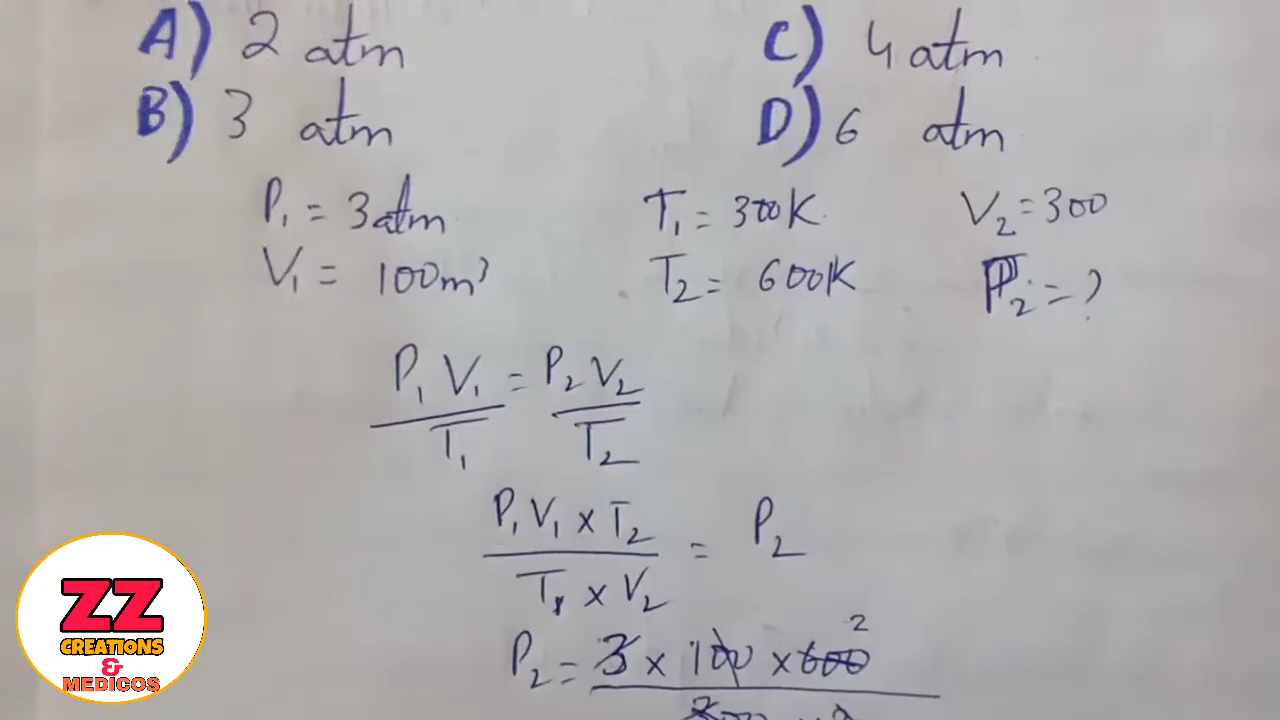 A) 2 atm C) 4 atm
B) 3 atm D) 6 atm
P₁ = 3atm T₁ = 300K V₂ = 300
V₁ = 100m³ T₂ = 600K P₂ = ?
P₁ V₁ = P₂ V₂
T₁ T₂
P₁ V₁ x T₂ = P₂
T₁ x V₂
2
P₂ = 3 x 100 x 600
ZZ
CREATIONS
&
MEDICOS